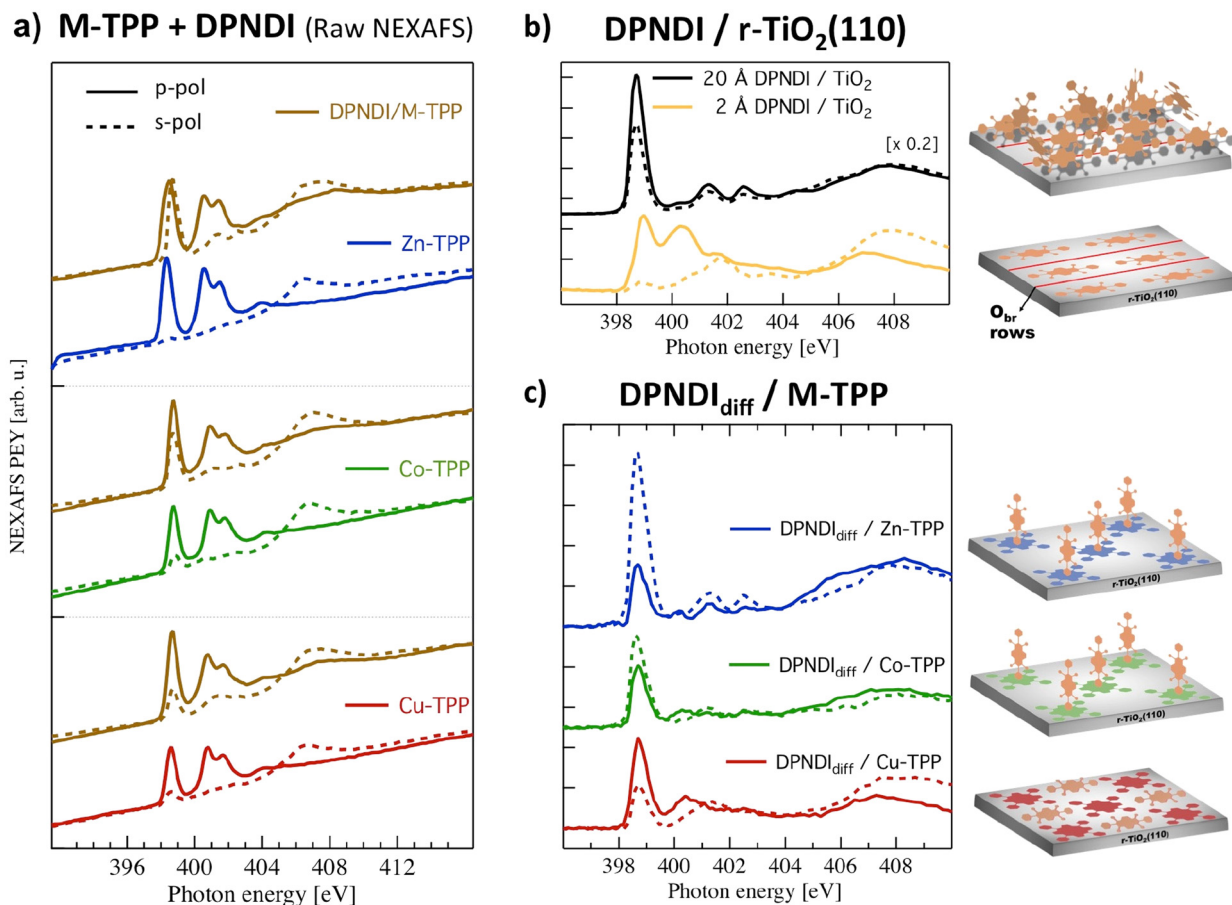 a) M-TPP + DPNDI (Raw NEXAFS)
p-pol
s-pol
DPNDI/M-TPP
Zn-TPP
Co-TPP
Cu-TPP
NEXAFS PEY [arb. u.]
396 400 404 408 412
Photon energy [eV]
b) DPNDI / r-TiO2(110)
20 Å DPNDI / TiO2
2 Å DPNDI / TiO2
[x 0.2]
398 400 402 404 406 408
Photon energy [eV]
r-TiO2(110)
Obr
rows
c) DPNDIdiff / M-TPP
DPNDIdiff / Zn-TPP
DPNDIdiff / Co-TPP
DPNDIdiff / Cu-TPP
398 400 402 404 406 408
Photon energy [eV]
r-TiO2(110)
r-TiO2(110)
r-TiO2(110)